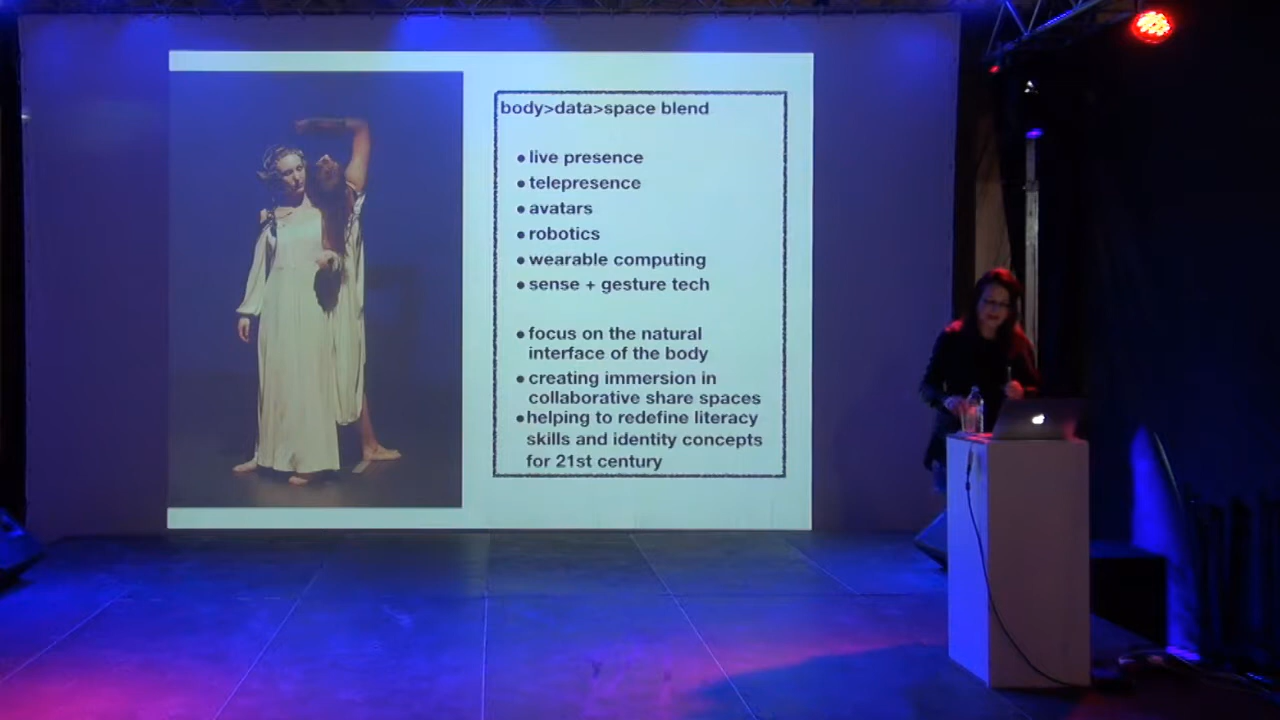 body>data>space blend
• live presence
• telepresence
• avatars
• robotics
• wearable computing
• sense + gesture tech
• focus on the natural
interface of the body
• creating immersion in
collaborative share spaces
• helping to redefine literacy
skills and identity concepts
for 21st century